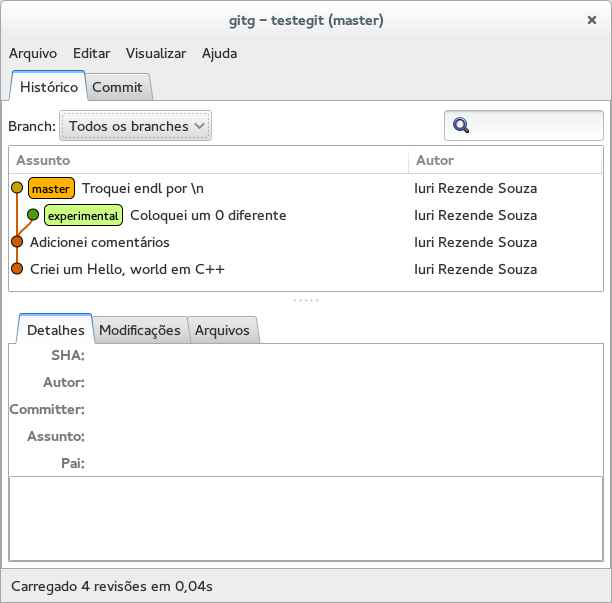 gitg – testegit (master) ×
Arquivo Editar Visualizar Ajuda
Histórico Commit
Branch: Todos os branches
Assunto Autor
master Troquei endl por \n Iuri Rezende Souza
experimental Coloquei um 0 diferente Iuri Rezende Souza
Adicionei comentários Iuri Rezende Souza
Criei um Hello, world em C++ Iuri Rezende Souza
Detalhes Modificações Arquivos
SHA:
Autor:
Committer:
Assunto:
Pai:
Carregado 4 revisões em 0,04s